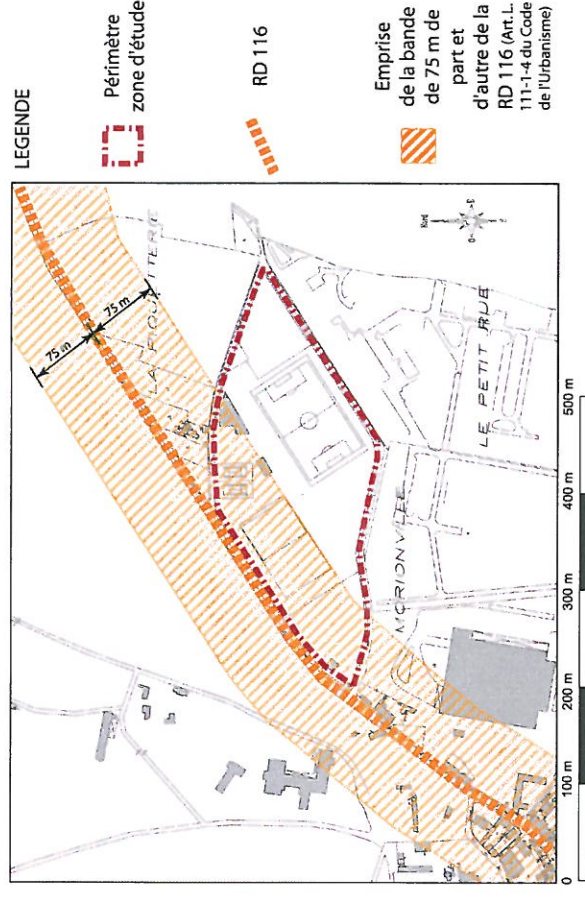 LEGENDE
Périmètre
zone d'étude
RD 116
Emprise
de la bande
de 75 m de
part et
d'autre de la
RD 116 (Art.L.
111-1-4 du Code
de l'Urbanisme)
75 m
75 m
Nord
MORIONVILLE
LE PETIT RUE
0
100 m
200 m
300 m
400 m
500 m